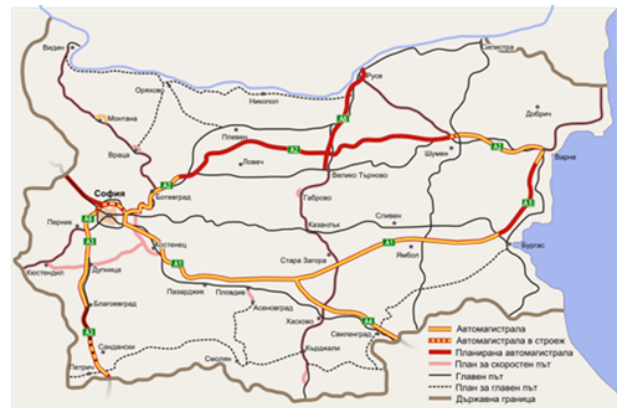 Видин
Силистра
Русе
Оряхово
Никопол
Добрич
Монтана
Плевен
A6
A2
Враца
Шумен
A2
Варна
Ловеч
A2
Велико Търново
София
Ботевград
Габрово
A5
A6
Казанлък
Сливен
Перник
A3
Костенец
A1
Бургас
Стара Загора
Ямбол
A1
Кюстендил
Дупница
Пазарджик
Пловдив
Асеновград
Благоевград
Хасково
A4
Свиленград
A3
Сандански
Кърджали
Смолян
Петрич
Автомагистрала
Автомагистрала в строеж
Планирана автомагистрала
План за скоростен път
Главен път
План за главен път
Държавна граница